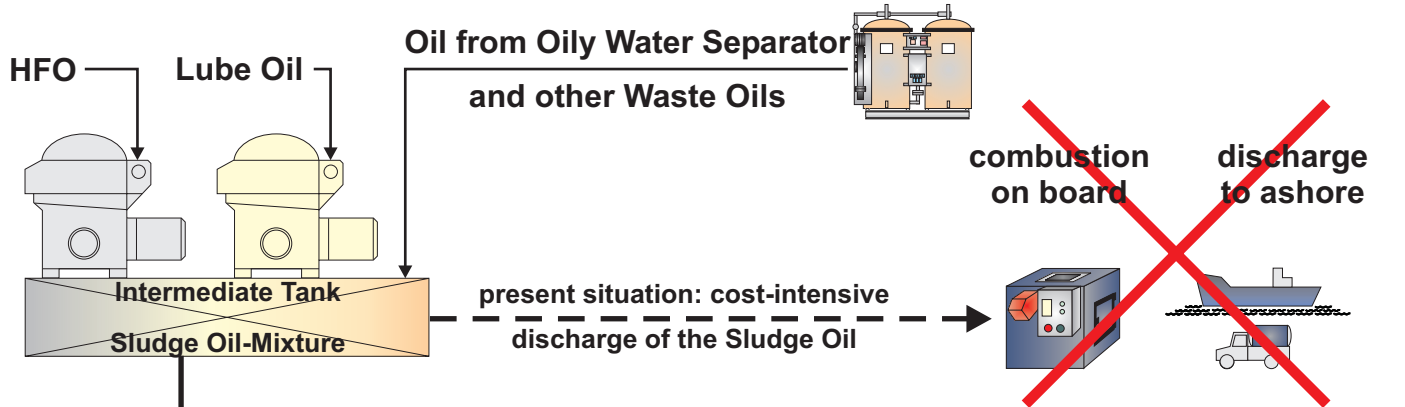 HFO
Lube Oil
Oil from Oily Water Separator
and other Waste Oils
combustion
on board
discharge
to ashore
Intermediate Tank
Sludge Oil-Mixture
present situation: cost-intensive
discharge of the Sludge Oil